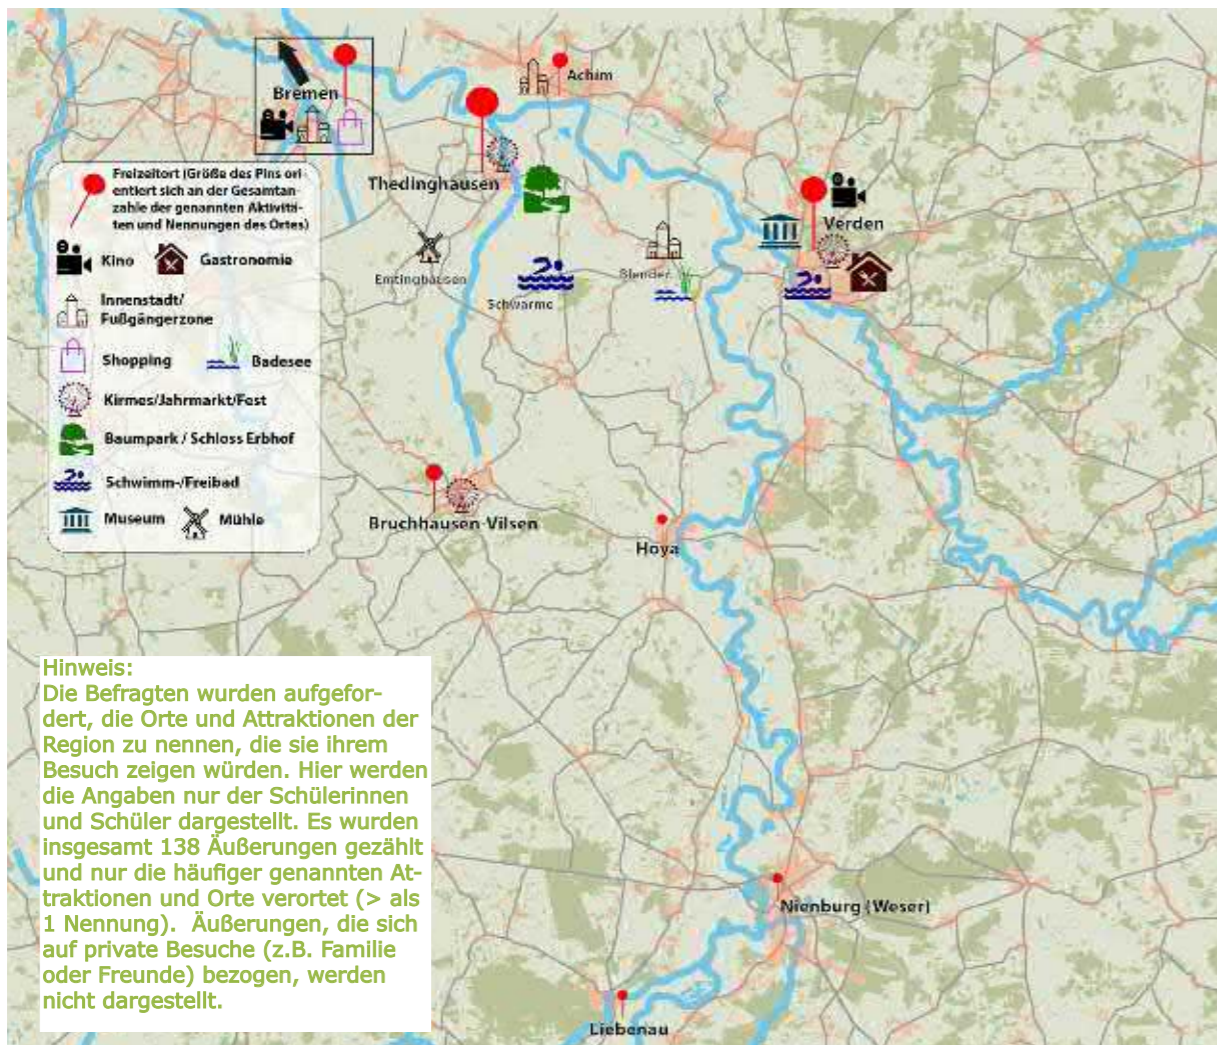 Bremen
Achim
Thedinghausen
Verden
Freizeitort (Größe des Pins ori
entiert sich an der Gesamtan
zahle der genannten Aktivitä-
ten und Nennungen des Ortes)
Kino
Gastronomie
Emtinghausen
Schwarme
Blender
Innenstadt/
Fußgängerzone
Shopping
Badesee
Kirmes/Jahrmarkt/Fest
Baumpark / Schloss Erbhof
Schwimm-/Freibad
Museum
Mühle
Bruchhausen-Vilsen
Hoya
Hinweis:
Die Befragten wurden aufgefor-
dert, die Orte und Attraktionen der
Region zu nennen, die sie ihrem
Besuch zeigen würden. Hier werden
die Angaben nur der Schülerinnen
und Schüler dargestellt. Es wurden
insgesamt 138 Äußerungen gezählt
und nur die häufiger genannten At-
traktionen und Orte verortet (> als
1 Nennung). Äußerungen, die sich
auf private Besuche (z.B. Familie
oder Freunde) bezogen, werden
nicht dargestellt.
Nienburg (Weser)
Liebenau